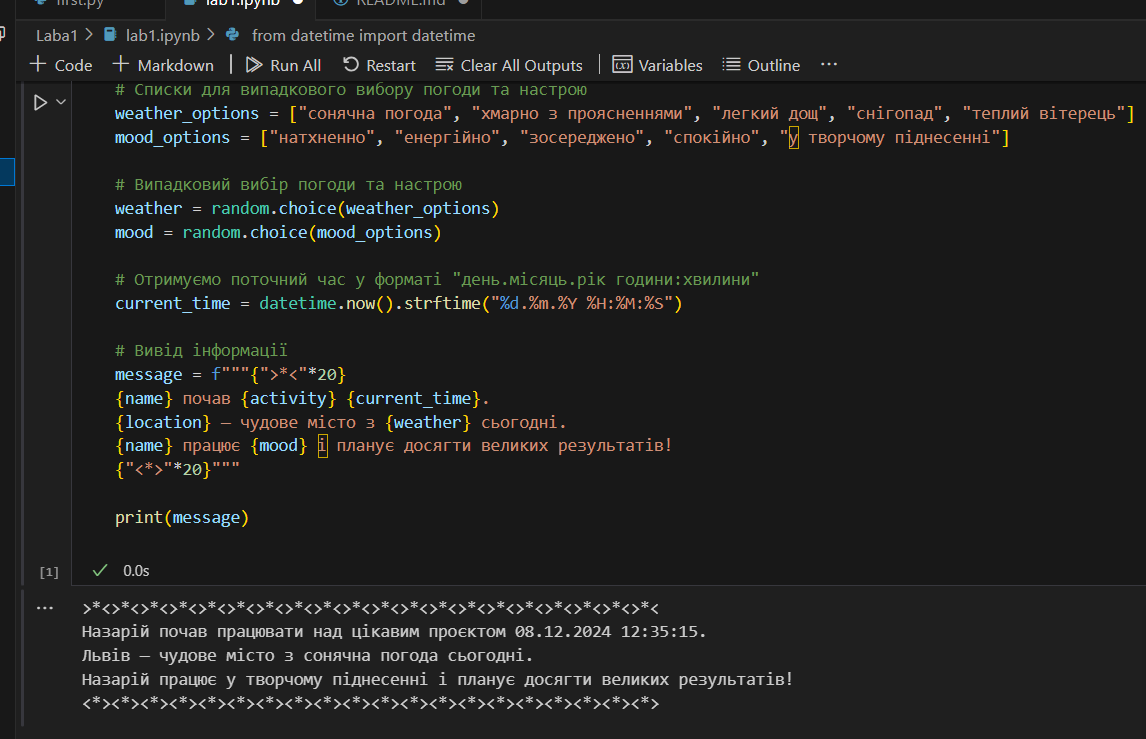 first.py lab1.ipynb README.md
Laba1 > lab1.ipynb > from datetime import datetime
+ Code + Markdown | Run All Restart Clear All Outputs | Variables Outline ...
# Списки для випадкового вибору погоди та настрою
weather_options = ["сонячна погода", "хмарно з проясненнями", "легкий дощ", "снігопад", "теплий вітерець"]
mood_options = ["натхненно", "енергійно", "зосереджено", "спокійно", "у творчому піднесенні"]
# Випадковий вибір погоди та настрою
weather = random.choice(weather_options)
mood = random.choice(mood_options)
# Отримуємо поточний час у форматі "день.місяць.рік години:хвилини"
current_time = datetime.now().strftime("%d.%m.%Y %H:%M:%S")
# Вивід інформації
message = f"""{">*<"*20}
{name} почав {activity} {current_time}.
{location} — чудове місто з {weather} сьогодні.
{name} працює {mood} і планує досягти великих результатів!
{"<*>"*20}"""
print(message)
[1] ✓ 0.0s
... >*<>*<>*<>*<>*<>*<>*<>*<>*<>*<>*<>*<>*<>*<>*<>*<>*<>*<>*<>*<
Назарій почав працювати над цікавим проєктом 08.12.2024 12:35:15.
Львів — чудове місто з сонячна погода сьогодні.
Назарій працює у творчому піднесенні і планує досягти великих результатів!
<*><*><*><*><*><*><*><*><*><*><*><*><*><*><*><*><*><*><*><*>